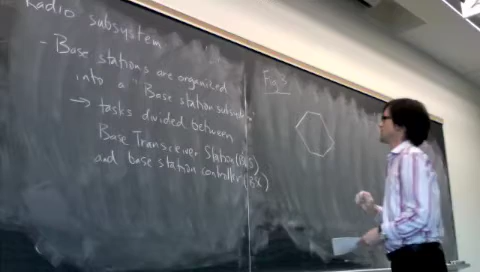 Radio subsystem
- Base stations are organized
into a "Base station subsystem"
→ tasks divided between
Base Transceiver Station (BTS)
and base station controller (BSC)
Fig 3